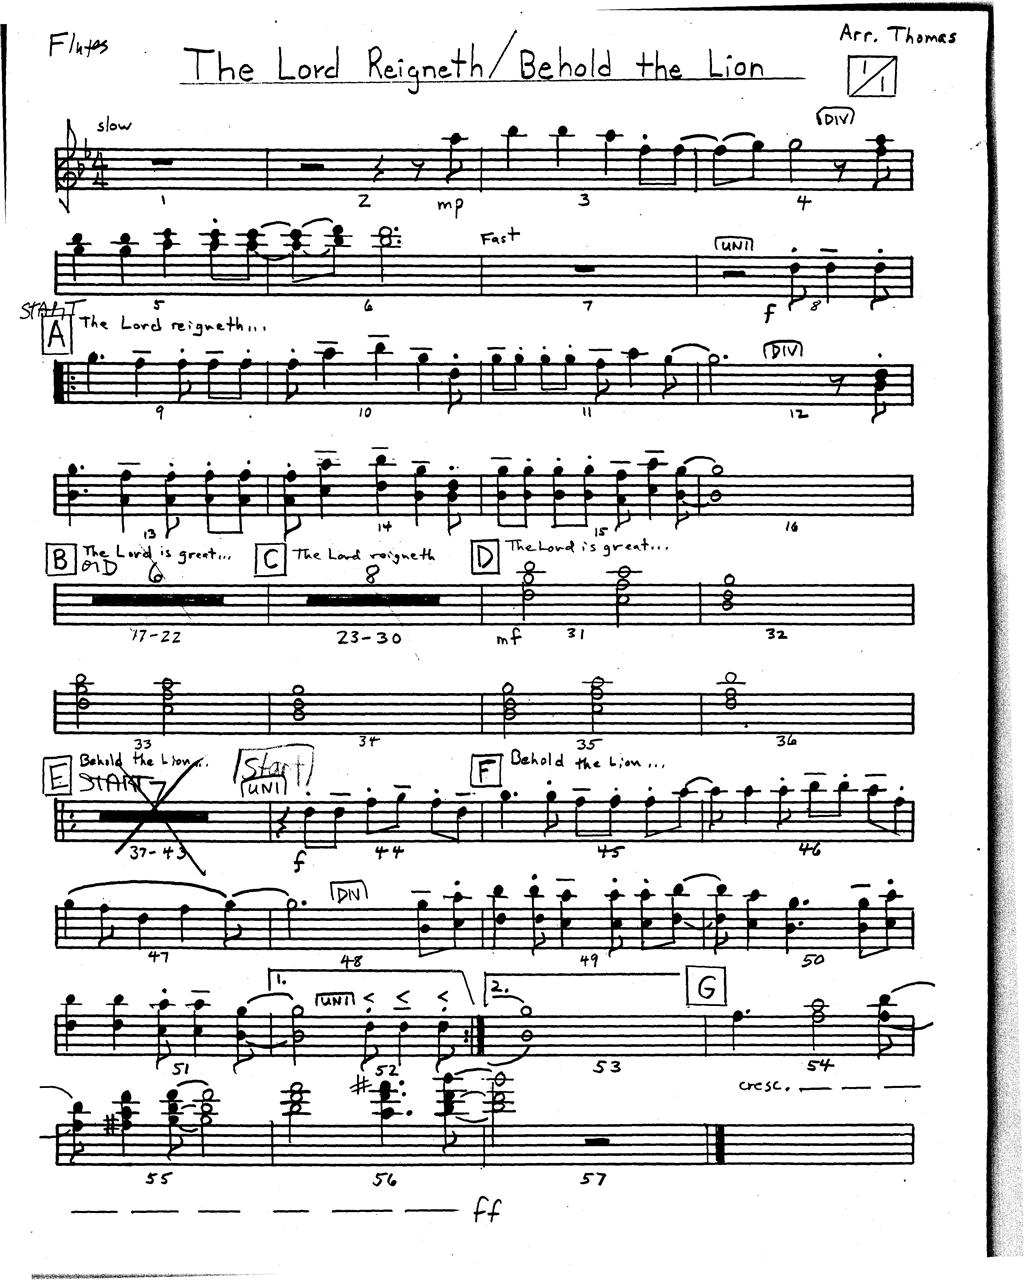 Flutes
Arr. Thomas
The Lord Reigneth/Behold the Lion
1/1
slow
DIV
4
4
1 2 mp 3 4
Fast
UNI
5 6 7 f 8
START
A The Lord reigneth...
DIV
9 10 11 12
13 14 15 16
B The Lord is great... C The Lord reigneth D The Lord is great...
6 8
17-22 23-30 mf 31 32
33 34 35 36
E Behold the Lion... Start F Behold the Lion...
START
UNI
37-43 f 44 45 46
DIV
47 48 49 50
1. 2. G
UNI
51 52 53 54
cresc.
55 56 57
ff